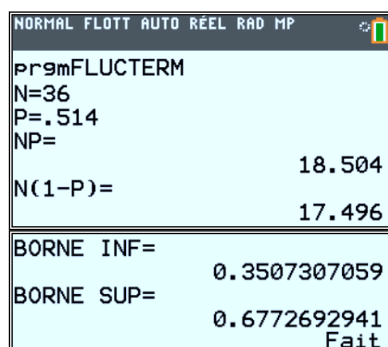 NORMAL FLOTT AUTO RÉEL RAD MP
prgmFLUCTERM
N=36
P=.514
NP=
18.504
N(1-P)=
17.496
BORNE INF=
0.3507307059
BORNE SUP=
0.6772692941
Fait